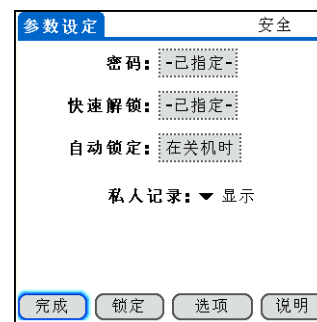 参数设定 安全
密码: -已指定-
快速解锁: -已指定-
自动锁定: 在关机时
私人记录: 显示
完成 锁定 选项 说明